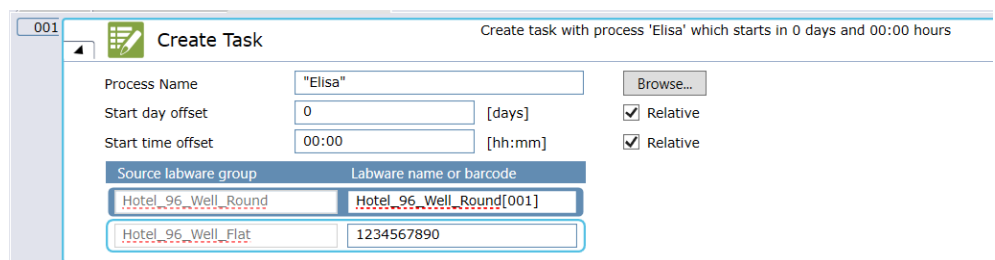 001
Create Task
Create task with process 'Elisa' which starts in 0 days and 00:00 hours
Process Name "Elisa" Browse...
Start day offset 0 [days] Relative
Start time offset 00:00 [hh:mm] Relative
Source labware group Labware name or barcode
Hotel_96_Well_Round Hotel_96_Well_Round[001]
Hotel_96_Well_Flat 1234567890